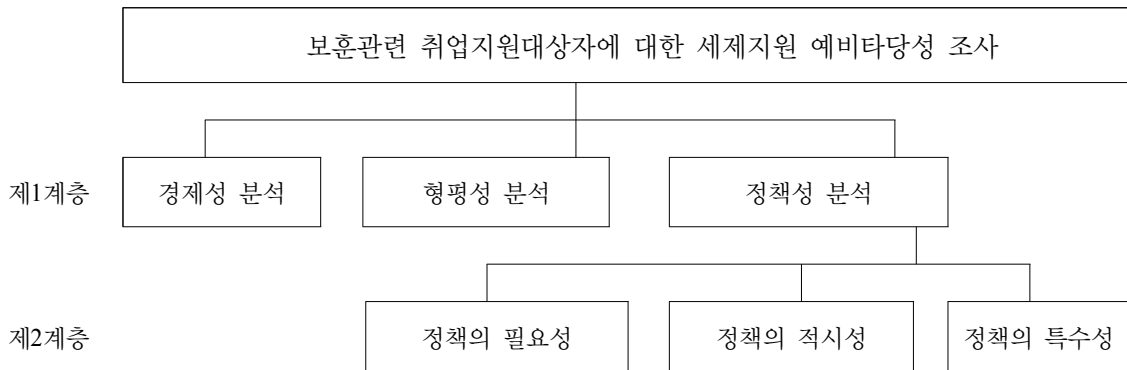 보훈관련 취업지원대상자에 대한 세제지원 예비타당성 조사
제1계층
경제성 분석
형평성 분석
정책성 분석
제2계층
정책의 필요성
정책의 적시성
정책의 특수성